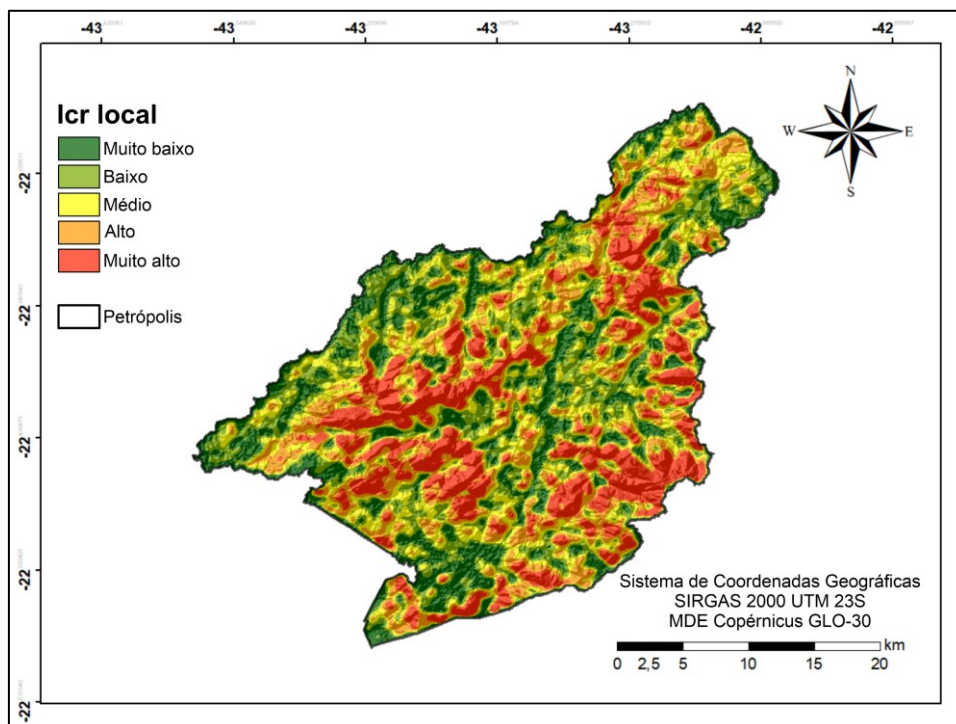 -43 -43 -43 -43 -43 -42 -42
Icr local
Muito baixo
Baixo
Médio
Alto
Muito alto
Petrópolis
N
W E
S
-22
-22
-22
-22
-22
Sistema de Coordenadas Geográficas
SIRGAS 2000 UTM 23S
MDE Copérnicus GLO-30
km
0 2,5 5 10 15 20